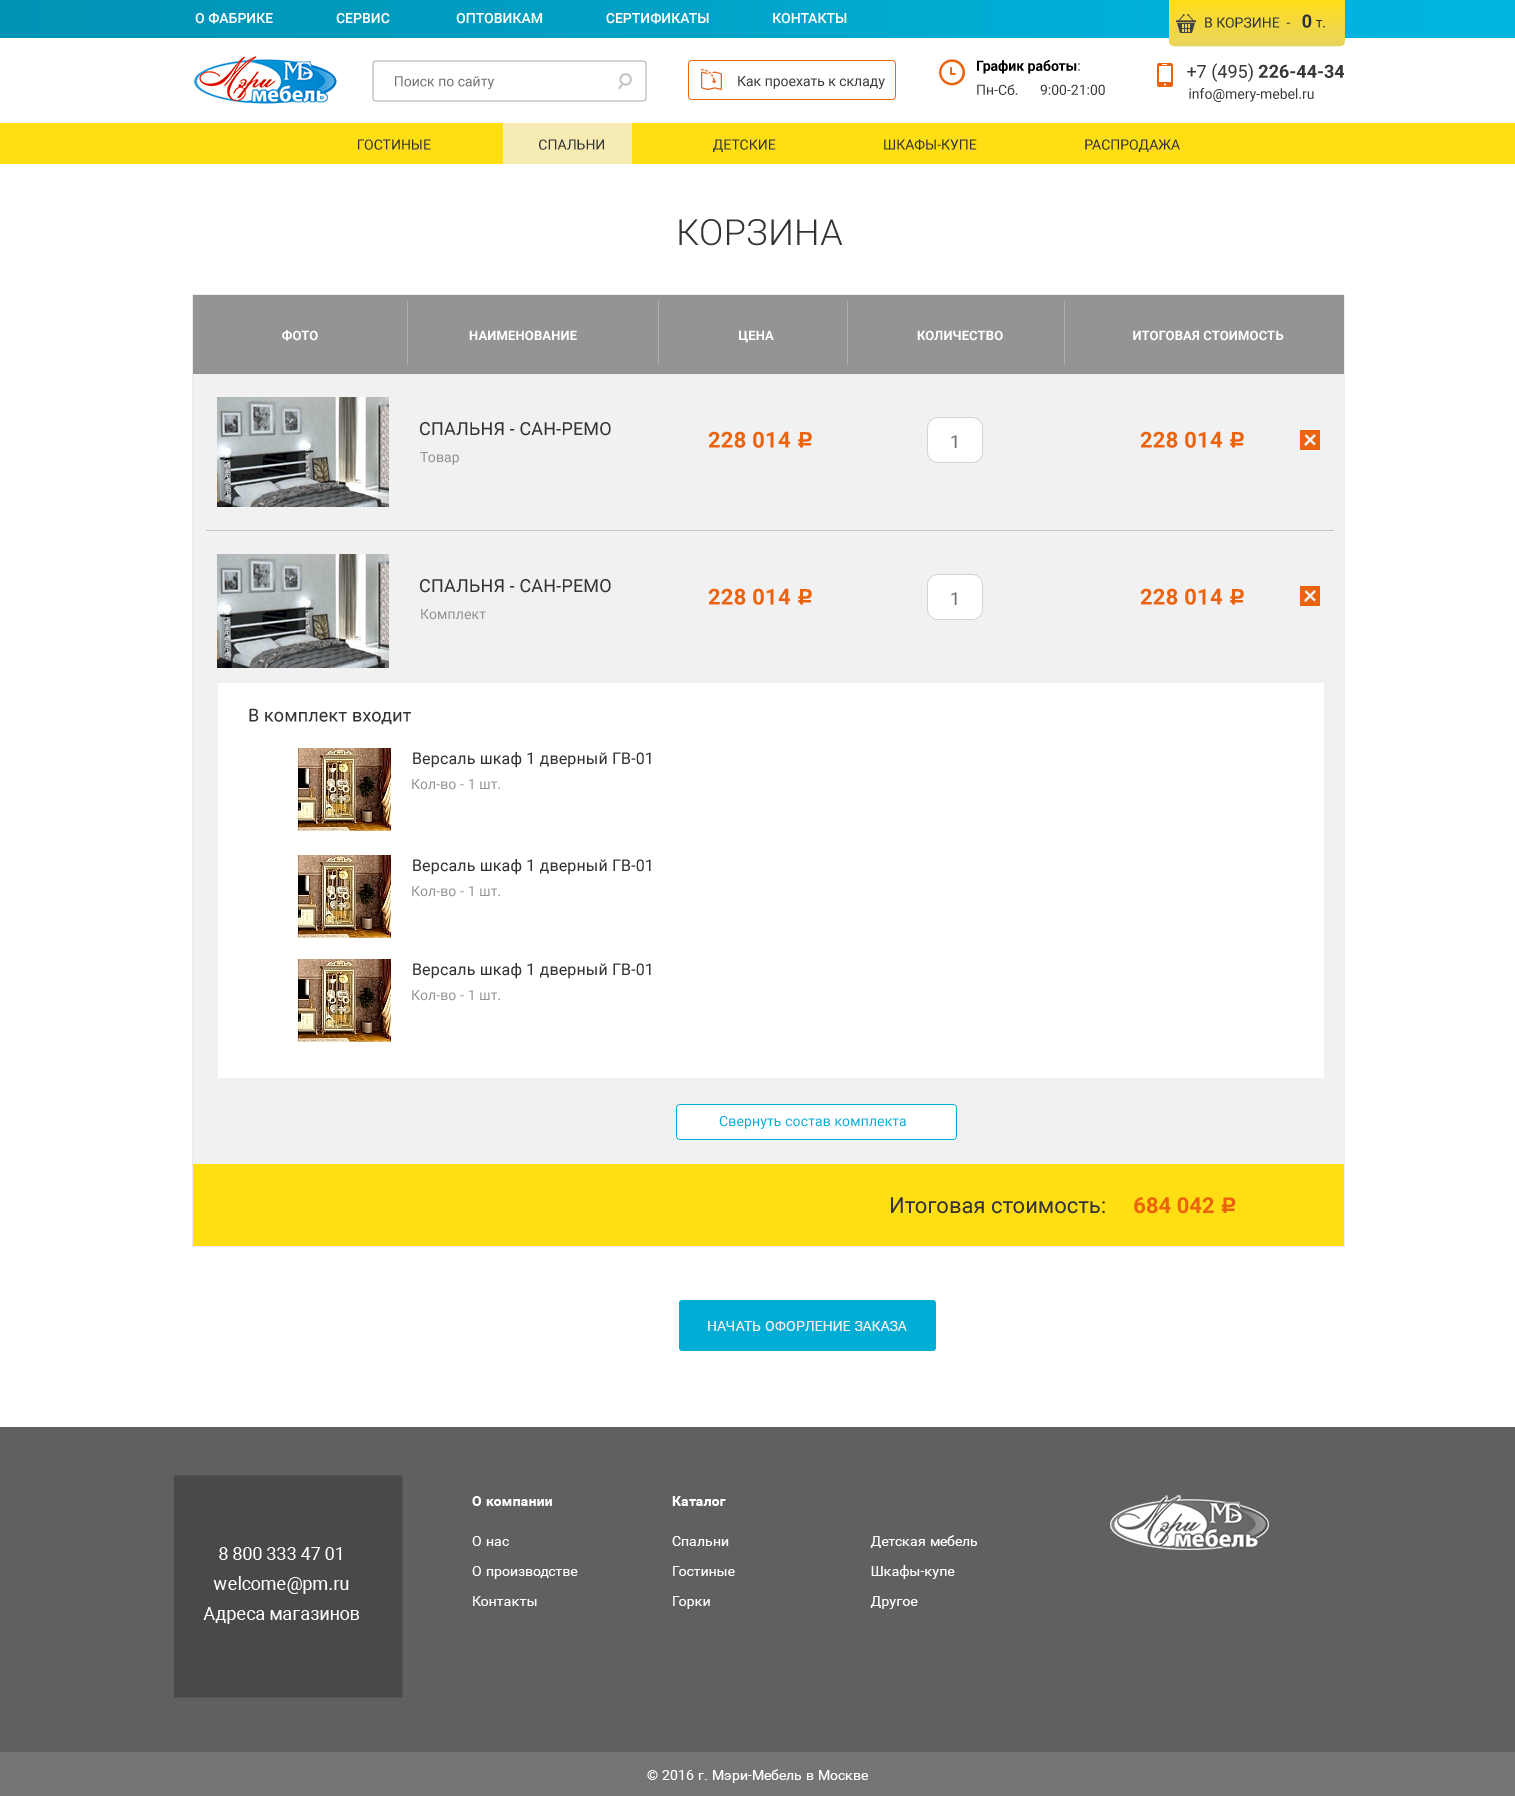 О ФАБРИКЕ СЕРВИС ОПТОВИКАМ СЕРТИФИКАТЫ КОНТАКТЫ В КОРЗИНЕ - 0 т.
Мэри МБ мебель
Поиск по сайту
Как проехать к складу
График работы:
Пн-Сб. 9:00-21:00
+7 (495) 226-44-34
info@mery-mebel.ru
ГОСТИНЫЕ СПАЛЬНИ ДЕТСКИЕ ШКАФЫ-КУПЕ РАСПРОДАЖА
КОРЗИНА
ФОТО НАИМЕНОВАНИЕ ЦЕНА КОЛИЧЕСТВО ИТОГОВАЯ СТОИМОСТЬ
СПАЛЬНЯ - САН-РЕМО 228 014 ₽ 1 228 014 ₽
Товар
СПАЛЬНЯ - САН-РЕМО 228 014 ₽ 1 228 014 ₽
Комплект
В комплект входит
Версаль шкаф 1 дверный ГВ-01
Кол-во - 1 шт.
Версаль шкаф 1 дверный ГВ-01
Кол-во - 1 шт.
Версаль шкаф 1 дверный ГВ-01
Кол-во - 1 шт.
Свернуть состав комплекта
Итоговая стоимость: 684 042 ₽
НАЧАТЬ ОФОРЛЕНИЕ ЗАКАЗА
8 800 333 47 01
welcome@pm.ru
Адреса магазинов
О компании
О нас
О производстве
Контакты
Каталог
Спальни
Гостиные
Горки
Детская мебель
Шкафы-купе
Другое
Мэри МБ мебель
© 2016 г. Мэри-Мебель в Москве